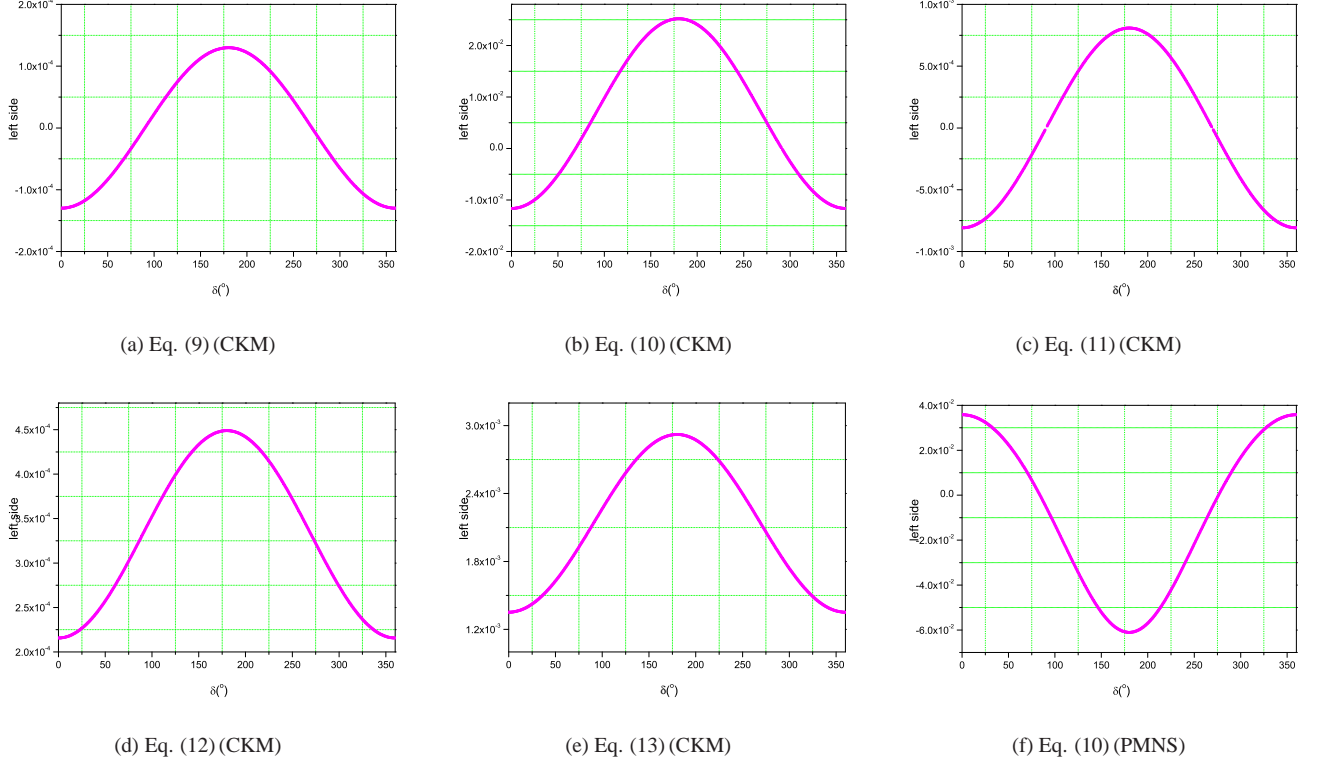 2.0x10⁻⁴
1.0x10⁻⁴
0.0
-1.0x10⁻⁴
-2.0x10⁻⁴
left side
0 50 100 150 200 250 300 350
δ(°)
(a) Eq. (9) (CKM)
2.0x10⁻²
1.0x10⁻²
0.0
-1.0x10⁻²
-2.0x10⁻²
left side
0 50 100 150 200 250 300 350
δ(°)
(b) Eq. (10) (CKM)
1.0x10⁻³
5.0x10⁻⁴
0.0
-5.0x10⁻⁴
-1.0x10⁻³
left side
0 50 100 150 200 250 300 350
δ(°)
(c) Eq. (11) (CKM)
4.5x10⁻⁴
4.0x10⁻⁴
3.5x10⁻⁴
3.0x10⁻⁴
2.5x10⁻⁴
2.0x10⁻⁴
left side
0 50 100 150 200 250 300 350
δ(°)
(d) Eq. (12) (CKM)
3.0x10⁻³
2.4x10⁻³
1.8x10⁻³
1.2x10⁻³
left side
0 50 100 150 200 250 300 350
δ(°)
(e) Eq. (13) (CKM)
4.0x10⁻²
2.0x10⁻²
0.0
-2.0x10⁻²
-4.0x10⁻²
-6.0x10⁻²
left side
0 50 100 150 200 250 300 350
δ(°)
(f) Eq. (10) (PMNS)